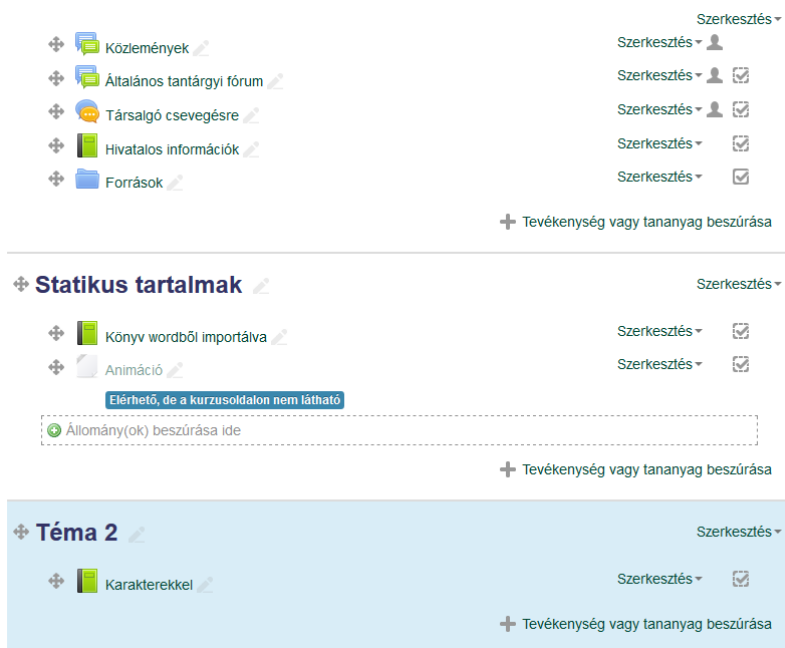 Szerkesztés
Közlemények Szerkesztés
Általános tantárgyi fórum Szerkesztés
Társalgó csevegésre Szerkesztés
Hivatalos információk Szerkesztés
Források Szerkesztés
Tevékenység vagy tananyag beszúrása
Statikus tartalmak Szerkesztés
Könyv wordből importálva Szerkesztés
Animáció Szerkesztés
Elérhető, de a kurzusoldalon nem látható
Állomány(ok) beszúrása ide
Tevékenység vagy tananyag beszúrása
Téma 2 Szerkesztés
Karakterekkel Szerkesztés
Tevékenység vagy tananyag beszúrása